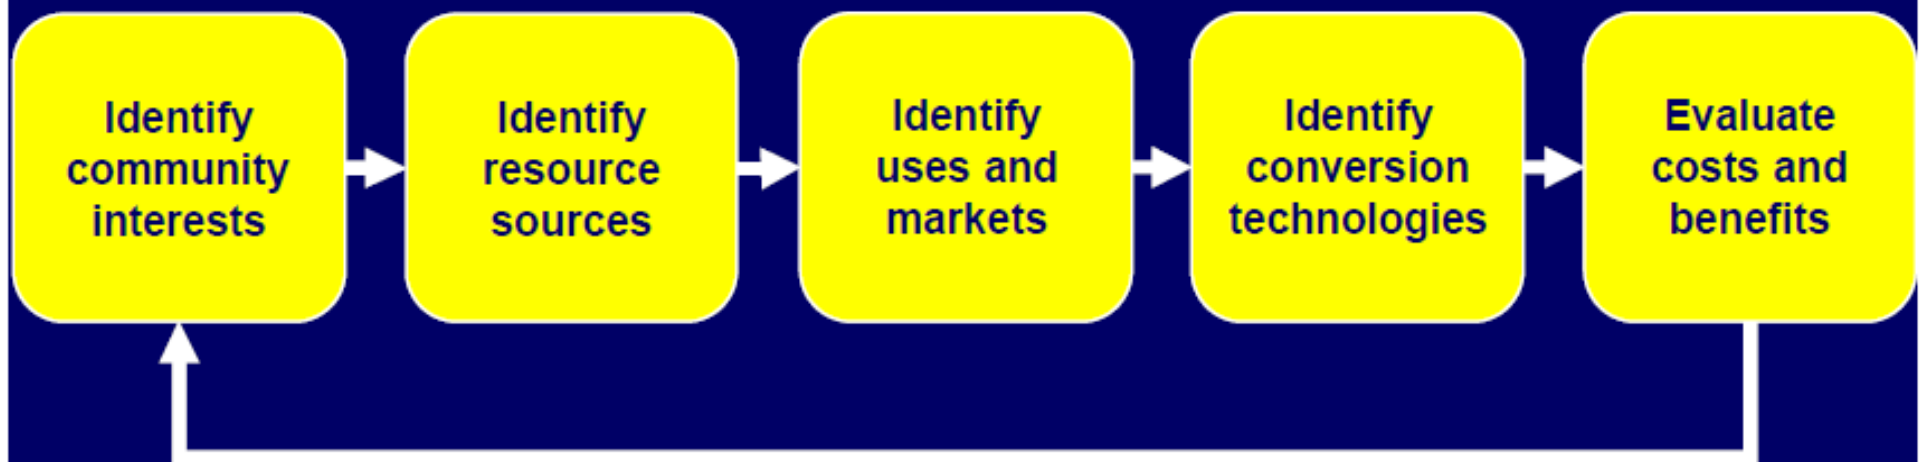 Identify
community
interests
Identify
resource
sources
Identify
uses and
markets
Identify
conversion
technologies
Evaluate
costs and
benefits